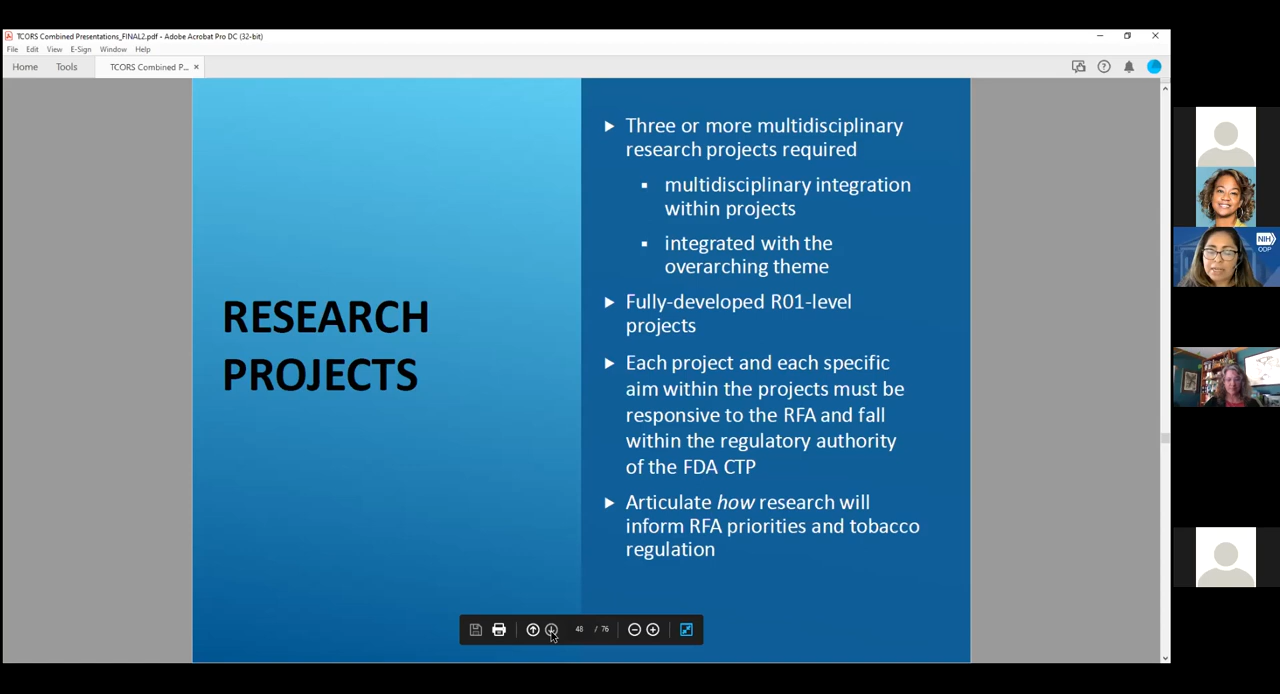 TCORS Combined Presentations_FINAL2.pdf - Adobe Acrobat Pro DC (32-bit)
File Edit View E-Sign Window Help
Home Tools TCORS Combined P... ×
RESEARCH
PROJECTS
Three or more multidisciplinary
research projects required
multidisciplinary integration
within projects
integrated with the
overarching theme
Fully-developed R01-level
projects
Each project and each specific
aim within the projects must be
responsive to the RFA and fall
within the regulatory authority
of the FDA CTP
Articulate how research will
inform RFA priorities and tobacco
regulation
48 / 76
NIH
ODP